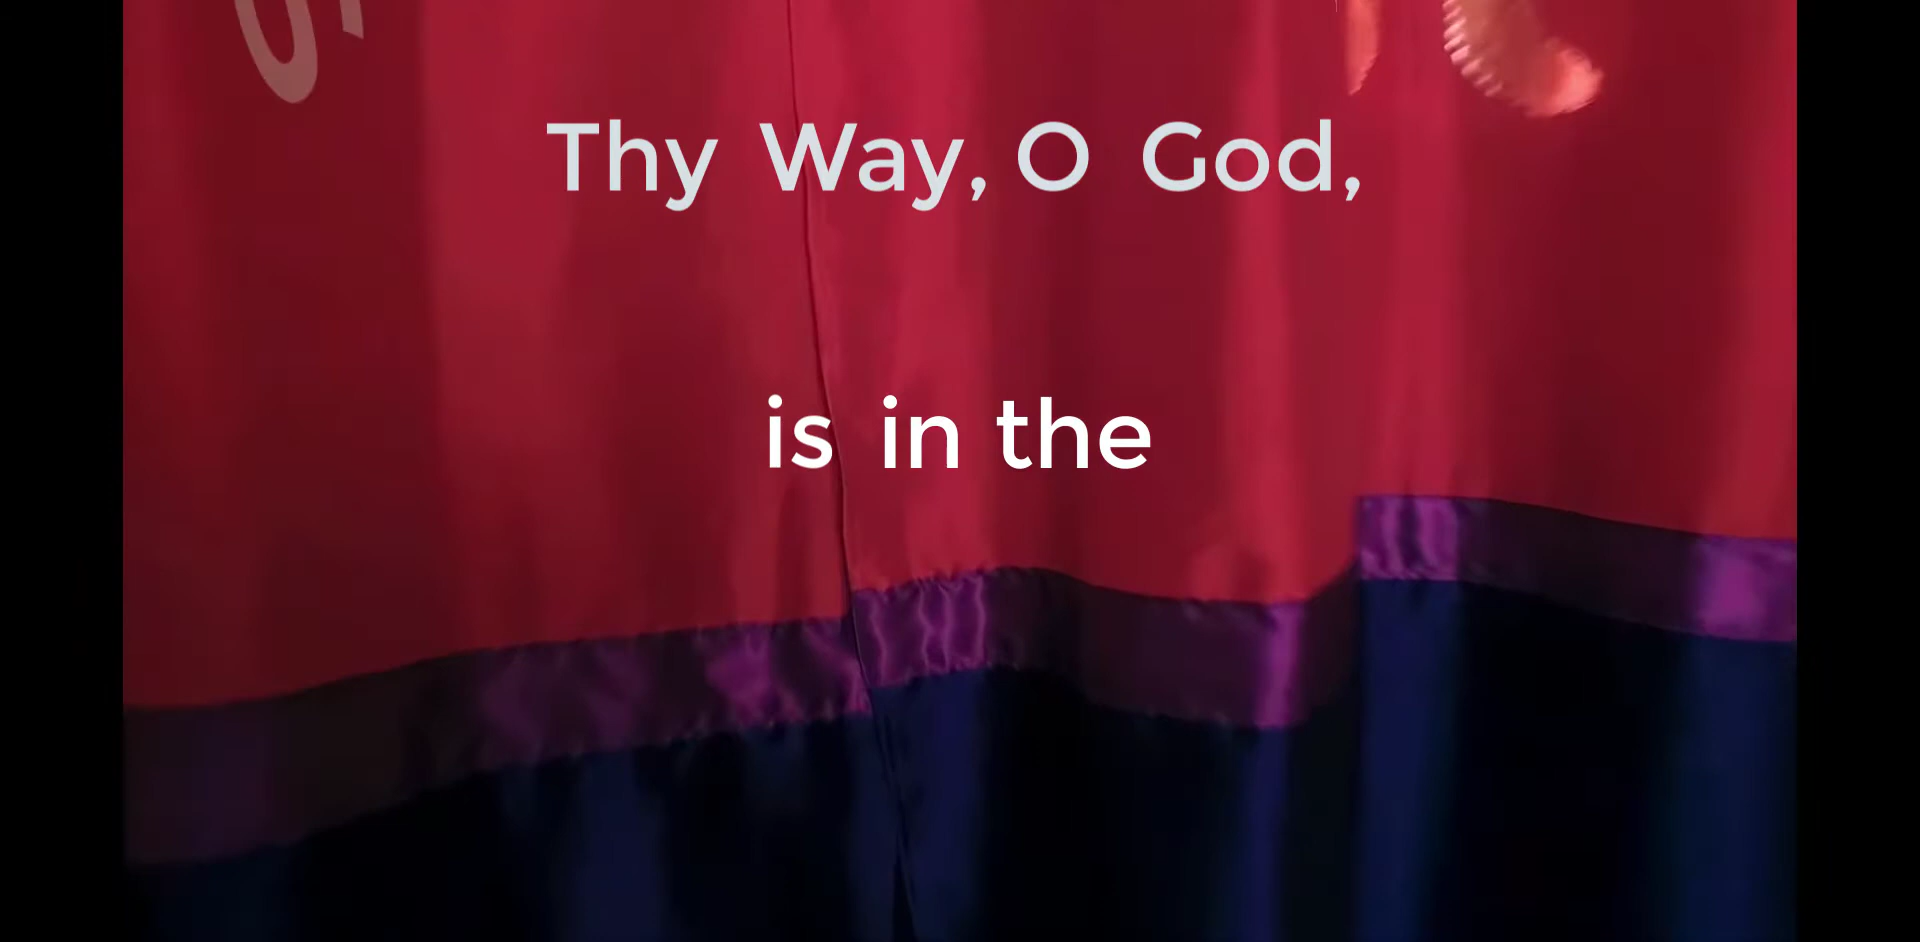 Thy Way, O God,
is in the